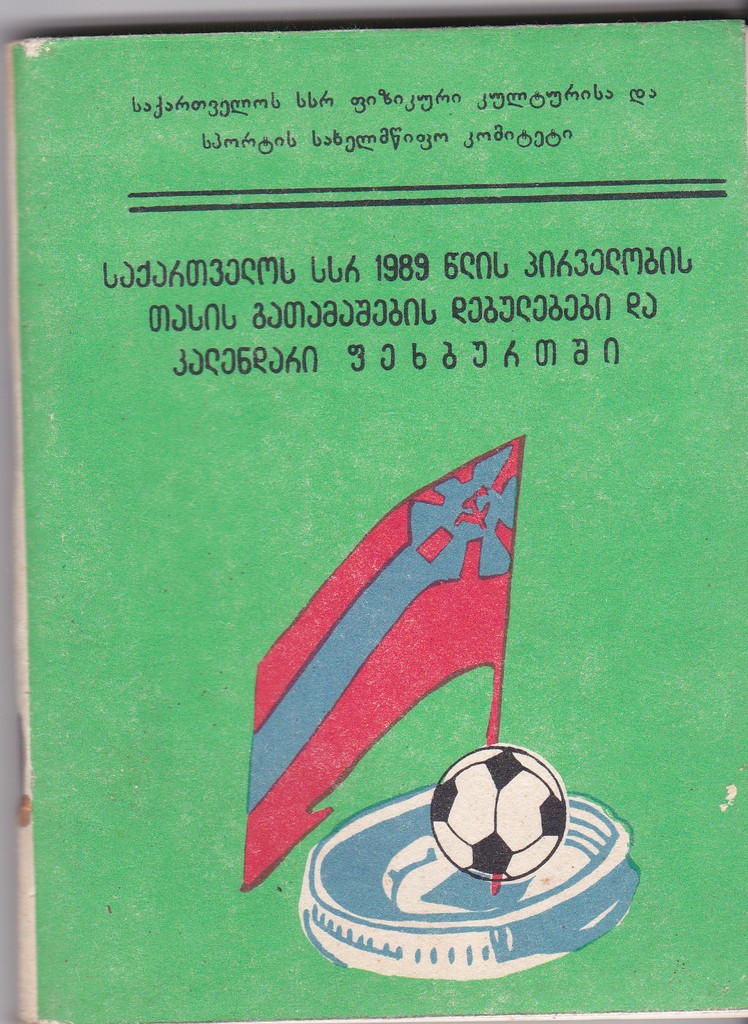 საქართველოს სსრ ფიზიკური კულტურისა და
სპორტის სახელმწიფო კომიტეტი
საქართველოს სსრ 1989 წლის პირველობის
თასის გათამაშების დებულებები და
კალენდარი ფეხბურთში